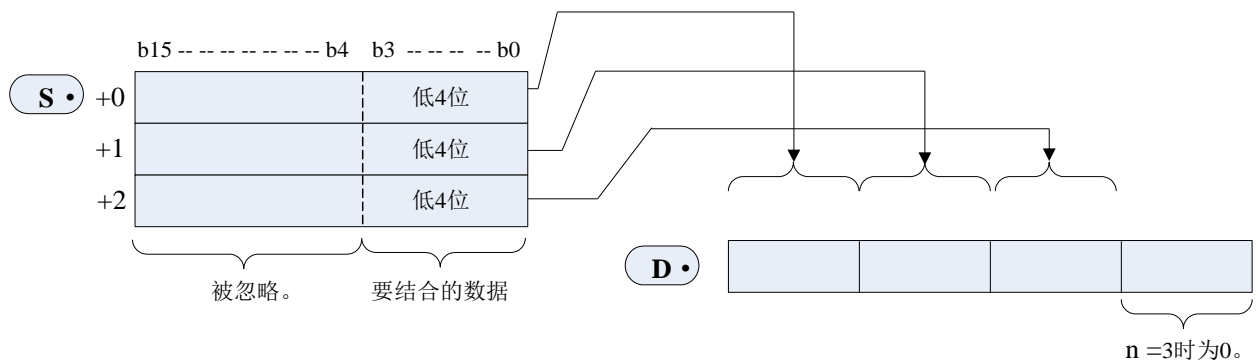 b15 -- -- -- -- -- -- -- b4 b3 -- -- -- -- b0
S •
+0 低4位
+1 低4位
+2 低4位
被忽略。 要结合的数据
D •
n =3时为0。